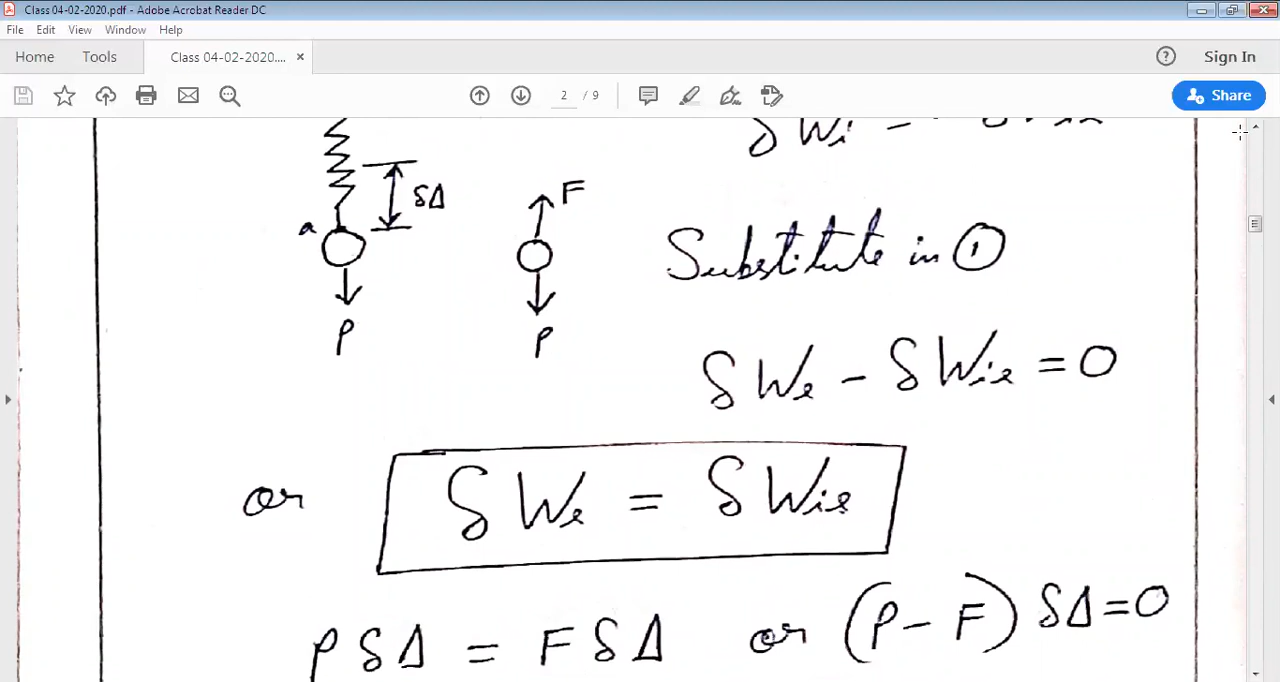 Class 04-02-2020.pdf - Adobe Acrobat Reader DC
File Edit View Window Help
Home Tools Class 04-02-2020.... × Sign In
2 / 9 Share
δΔ
F
a
P
P
Substitute in ①
δWe - δWie = 0
or δWe = δWie
PδΔ = FδΔ or (P-F) δΔ=0